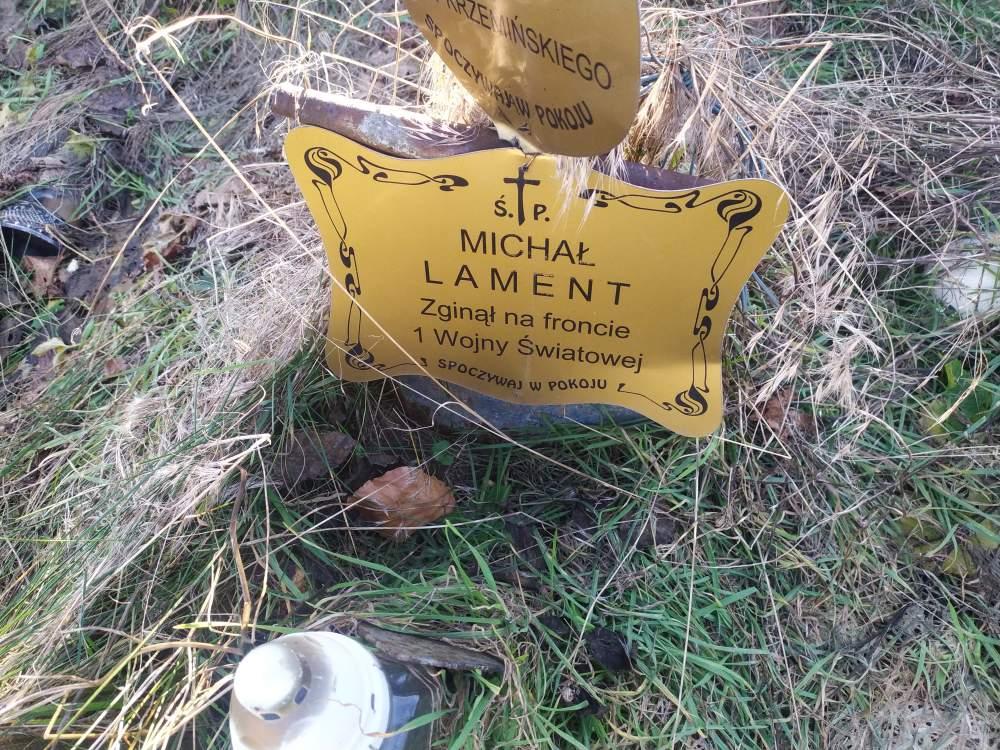 KRZEMIŃSKIEGO
SPOCZYWAJ W POKOJU
Ś. P.
MICHAŁ
LAMENT
Zginął na froncie
1 Wojny Światowej
SPOCZYWAJ W POKOJU